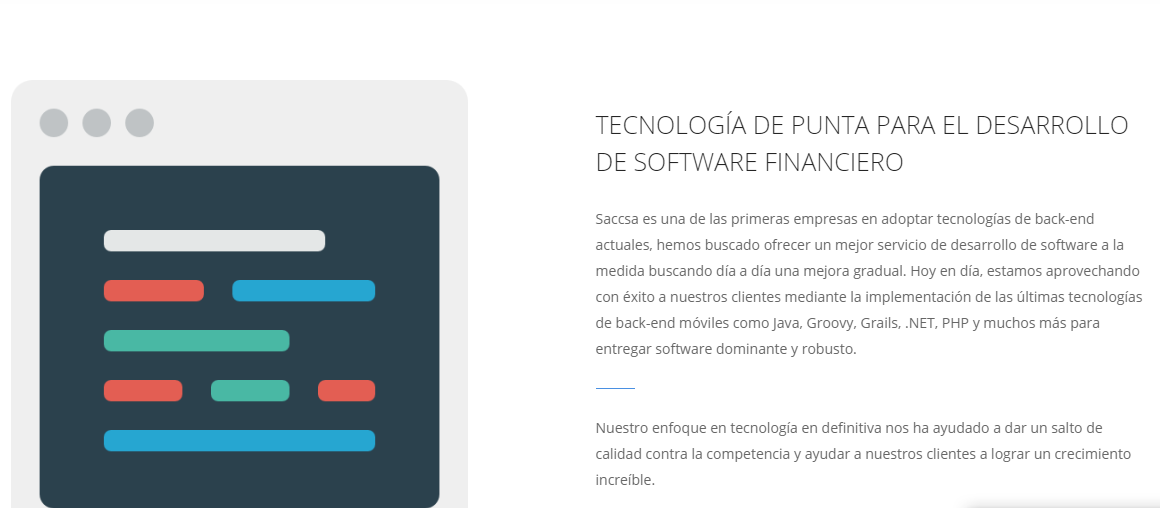 TECNOLOGÍA DE PUNTA PARA EL DESARROLLO
DE SOFTWARE FINANCIERO
Saccsa es una de las primeras empresas en adoptar tecnologías de back-end
actuales, hemos buscado ofrecer un mejor servicio de desarrollo de software a la
medida buscando día a día una mejora gradual. Hoy en día, estamos aprovechando
con éxito a nuestros clientes mediante la implementación de las últimas tecnologías
de back-end móviles como Java, Groovy, Grails, .NET, PHP y muchos más para
entregar software dominante y robusto.
Nuestro enfoque en tecnología en definitiva nos ha ayudado a dar un salto de
calidad contra la competencia y ayudar a nuestros clientes a lograr un crecimiento
increíble.